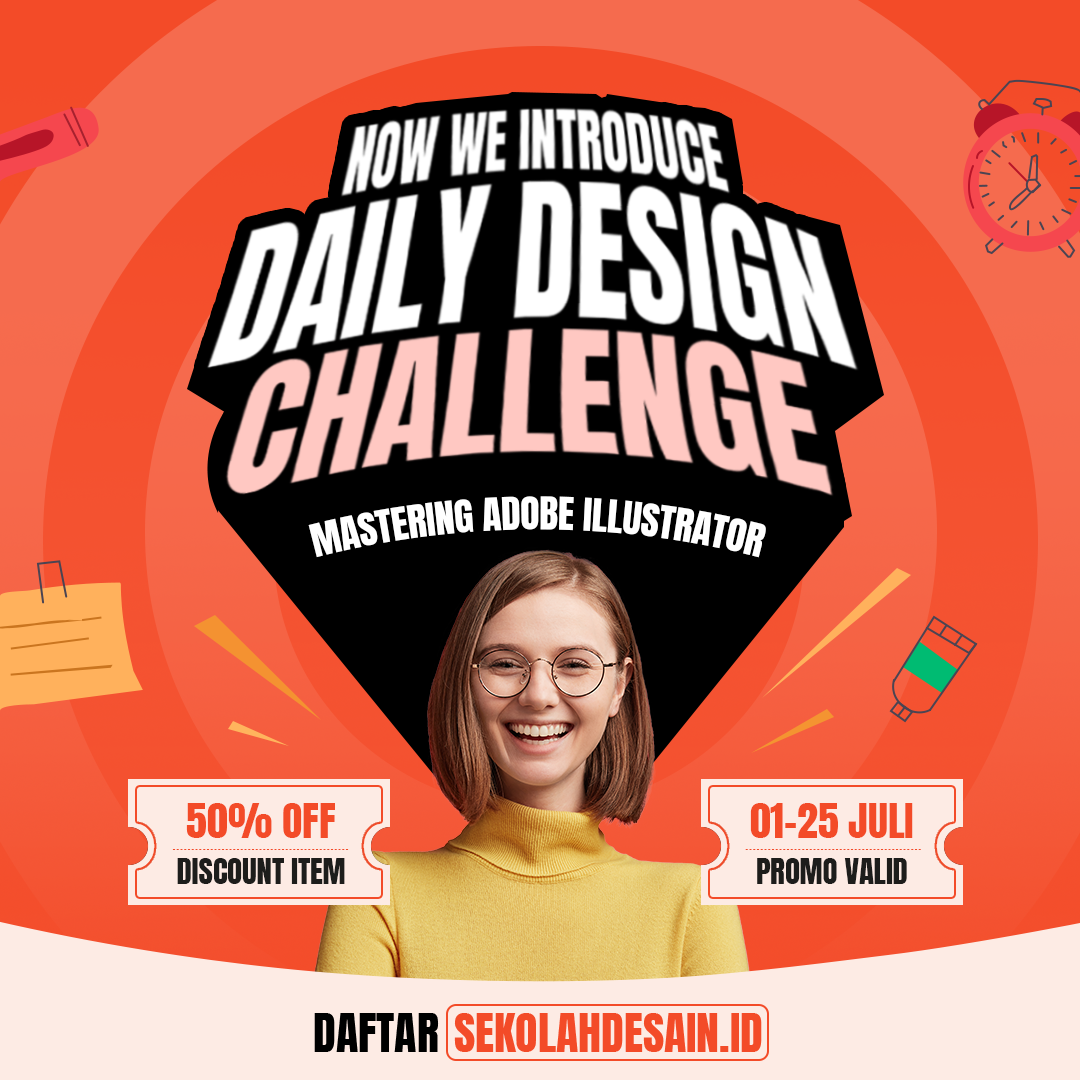 NOW WE INTRODUCE
DAILY DESIGN
CHALLENGE
MASTERING ADOBE ILLUSTRATOR
50% OFF
DISCOUNT ITEM
01-25 JULI
PROMO VALID
DAFTAR SEKOLAHDESAIN.ID